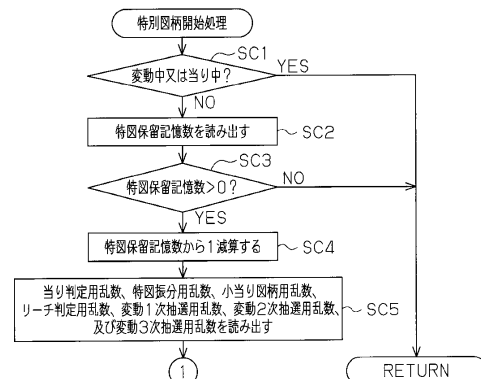 特別図柄開始処理
SC1
変動中又は当り中?
YES
NO
特図保留記憶数を読み出す
SC2
SC3
特図保留記憶数>0?
NO
YES
特図保留記憶数から1減算する
SC4
当り判定用乱数、特図振分用乱数、小当り図柄用乱数、
リーチ判定用乱数、変動1次抽選用乱数、変動2次抽選用乱数、
及び変動3次抽選用乱数を読み出す
SC5
1
RETURN